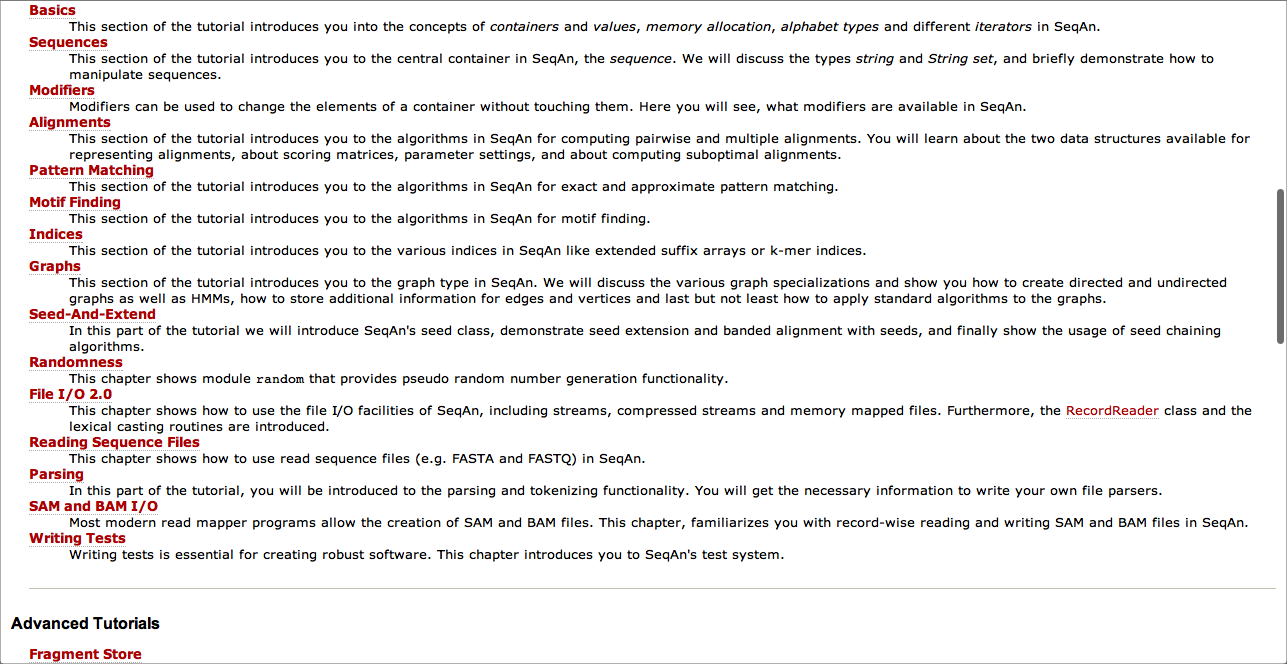 Basics
This section of the tutorial introduces you into the concepts of containers and values, memory allocation, alphabet types and different iterators in SeqAn.
Sequences
This section of the tutorial introduces you to the central container in SeqAn, the sequence. We will discuss the types string and String set, and briefly demonstrate how to
manipulate sequences.
Modifiers
Modifiers can be used to change the elements of a container without touching them. Here you will see, what modifiers are available in SeqAn.
Alignments
This section of the tutorial introduces you to the algorithms in SeqAn for computing pairwise and multiple alignments. You will learn about the two data structures available for
representing alignments, about scoring matrices, parameter settings, and about computing suboptimal alignments.
Pattern Matching
This section of the tutorial introduces you to the algorithms in SeqAn for exact and approximate pattern matching.
Motif Finding
This section of the tutorial introduces you to the algorithms in SeqAn for motif finding.
Indices
This section of the tutorial introduces you to the various indices in SeqAn like extended suffix arrays or k-mer indices.
Graphs
This section of the tutorial introduces you to the graph type in SeqAn. We will discuss the various graph specializations and show you how to create directed and undirected
graphs as well as HMMs, how to store additional information for edges and vertices and last but not least how to apply standard algorithms to the graphs.
Seed-And-Extend
In this part of the tutorial we will introduce SeqAn's seed class, demonstrate seed extension and banded alignment with seeds, and finally show the usage of seed chaining
algorithms.
Randomness
This chapter shows module random that provides pseudo random number generation functionality.
File I/O 2.0
This chapter shows how to use the file I/O facilities of SeqAn, including streams, compressed streams and memory mapped files. Furthermore, the RecordReader class and the
lexical casting routines are introduced.
Reading Sequence Files
This chapter shows how to use read sequence files (e.g. FASTA and FASTQ) in SeqAn.
Parsing
In this part of the tutorial, you will be introduced to the parsing and tokenizing functionality. You will get the necessary information to write your own file parsers.
SAM and BAM I/O
Most modern read mapper programs allow the creation of SAM and BAM files. This chapter, familiarizes you with record-wise reading and writing SAM and BAM files in SeqAn.
Writing Tests
Writing tests is essential for creating robust software. This chapter introduces you to SeqAn's test system.
Advanced Tutorials
Fragment Store